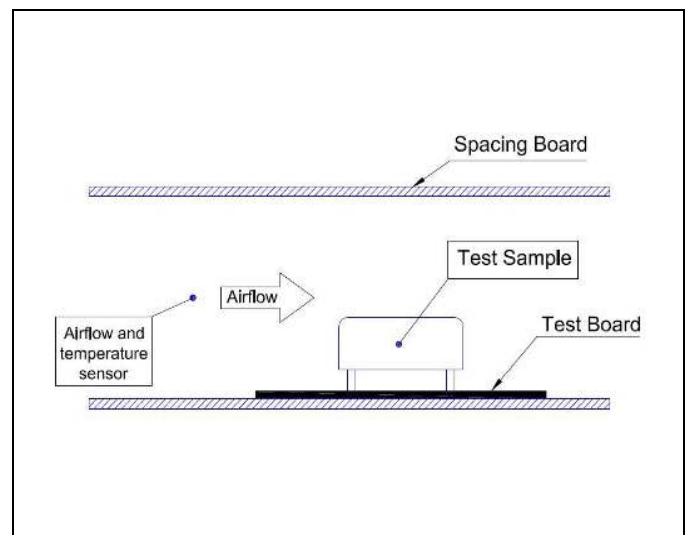 Spacing Board
Test Sample
Airflow
Test Board
Airflow and
temperature
sensor